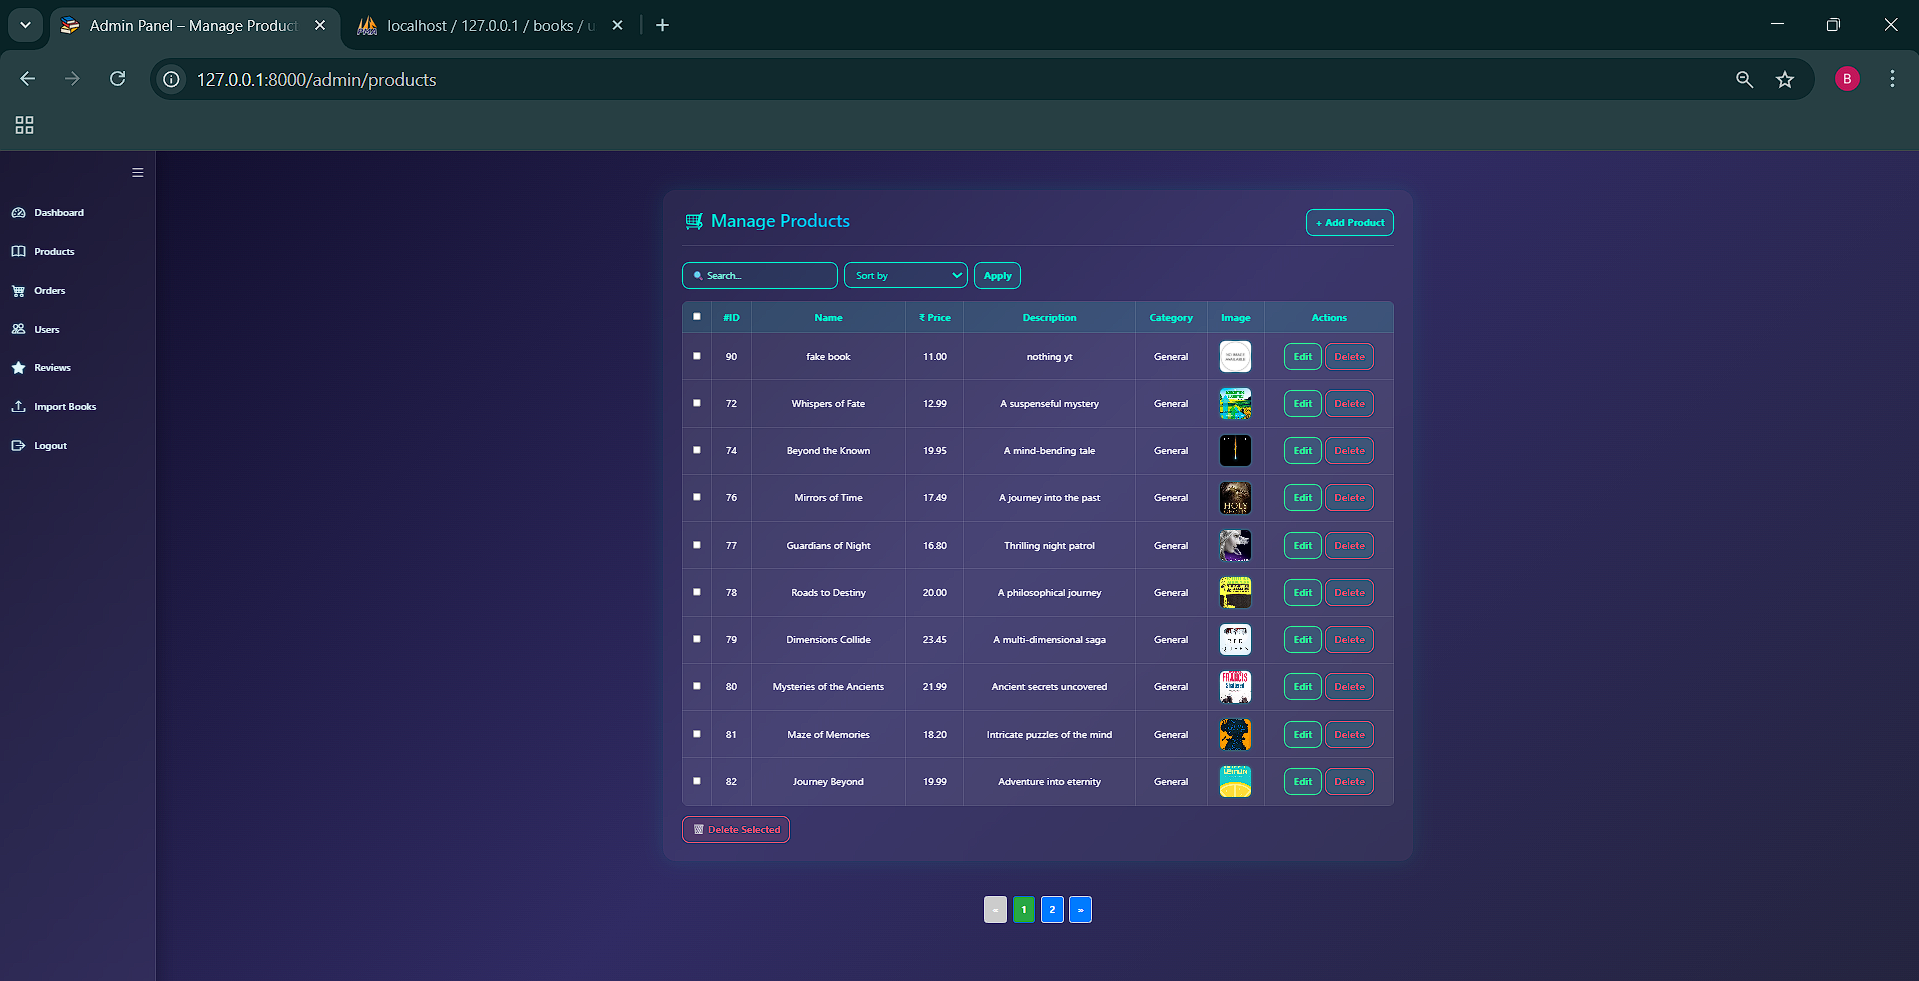 Admin Panel – Manage Product
localhost / 127.0.0.1 / books / u
127.0.0.1:8000/admin/products
B
Dashboard
Products
Orders
Users
Reviews
Import Books
Logout
Manage Products
+ Add Product
Search...
Sort by
Apply
#ID Name ₹ Price Description Category Image Actions
90 fake book 11.00 nothing yt General NO IMAGE AVAILABLE Edit Delete
72 Whispers of Fate 12.99 A suspenseful mystery General Edit Delete
74 Beyond the Known 19.95 A mind-bending tale General Edit Delete
76 Mirrors of Time 17.49 A journey into the past General HOLY Edit Delete
77 Guardians of Night 16.80 Thrilling night patrol General Edit Delete
78 Roads to Destiny 20.00 A philosophical journey General Edit Delete
79 Dimensions Collide 23.45 A multi-dimensional saga General Edit Delete
80 Mysteries of the Ancients 21.99 Ancient secrets uncovered General FRANCIS Edit Delete
81 Maze of Memories 18.20 Intricate puzzles of the mind General Edit Delete
82 Journey Beyond 19.99 Adventure into eternity General Edit Delete
Delete Selected
« 1 2 »